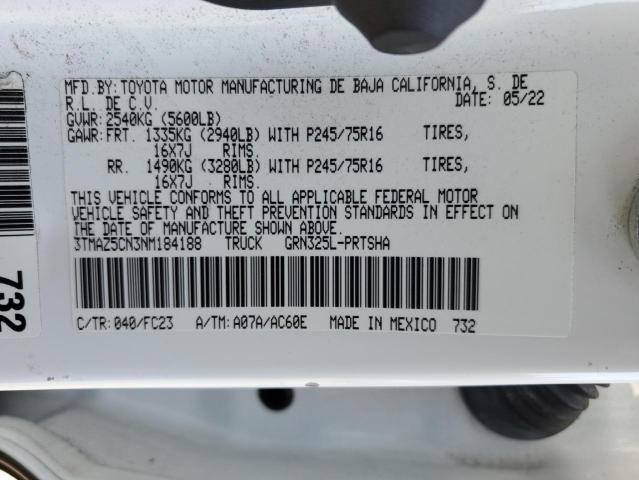 MFD.BY:TOYOTA MOTOR MANUFACTURING DE BAJA CALIFORNIA, S. DE
R.L. DE C.V. DATE: 05/22
GVWR:2540KG (5600LB)
GAWR:FRT. 1335KG (2940LB) WITH P245/75R16 TIRES,
16X7J RIMS.
RR. 1490KG (3280LB) WITH P245/75R16 TIRES,
16X7J RIMS.
THIS VEHICLE CONFORMS TO ALL APPLICABLE FEDERAL MOTOR
VEHICLE SAFETY AND THEFT PREVENTION STANDARDS IN EFFECT ON
THE DATE OF MANUFACTURE SHOWN ABOVE.
3TMAZ5CN3NM184188 TRUCK GRN325L-PRTSHA
C/TR:040/FC23 A/TM:A07A/AC60E MADE IN MEXICO 732
732